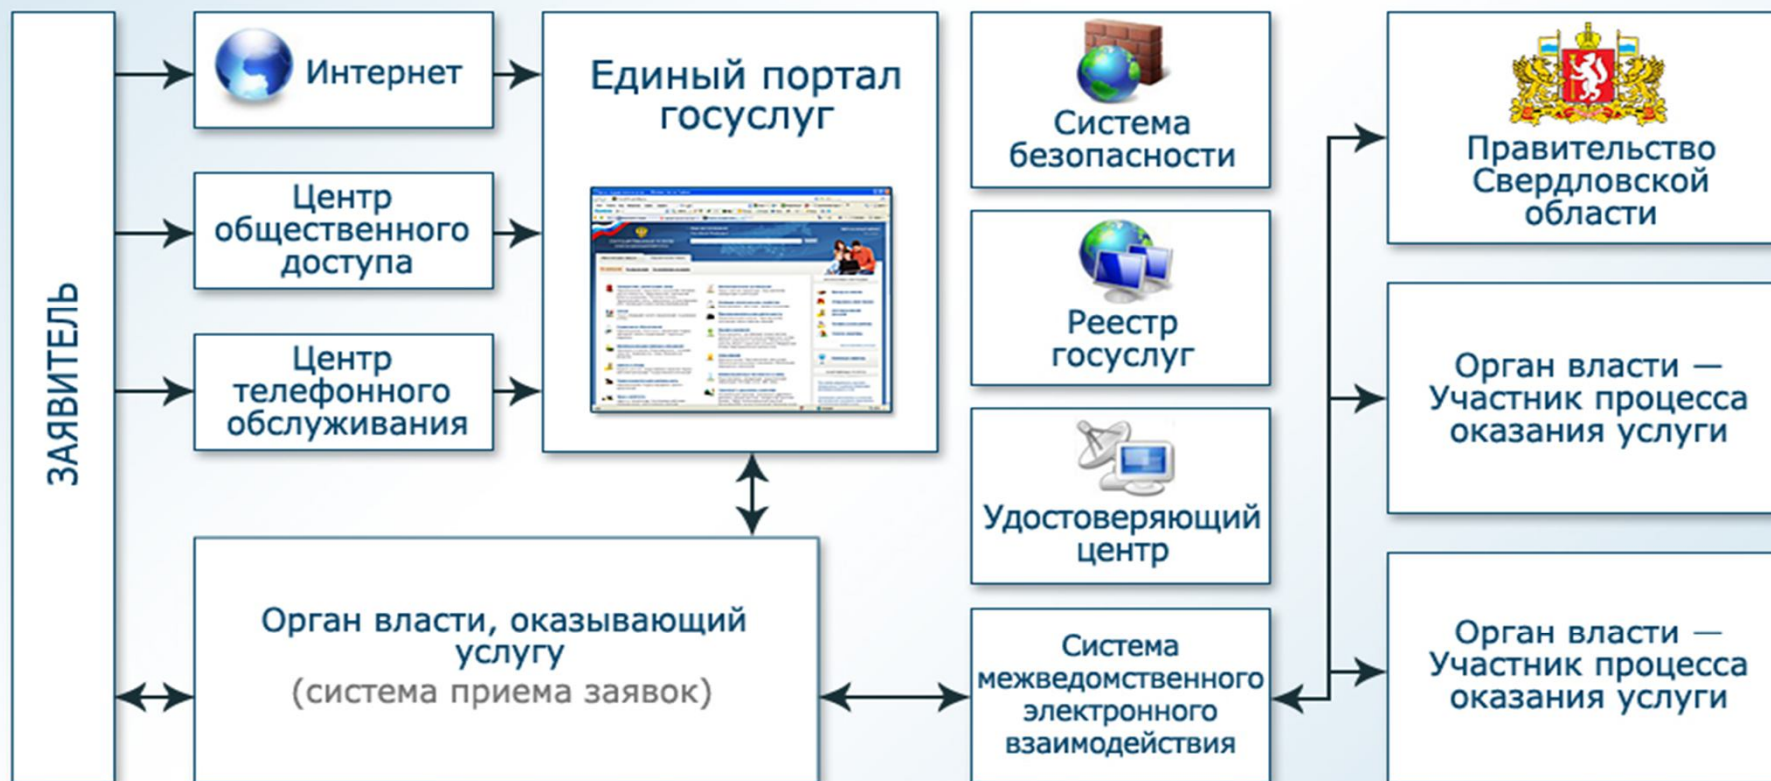 ЗАЯВИТЕЛЬ
Интернет
Центр
общественного
доступа
Центр
телефонного
обслуживания
Единый портал
госуслуг
Орган власти, оказывающий
услугу
(система приема заявок)
Система
безопасности
Реестр
госуслуг
Удостоверяющий
центр
Система
межведомственного
электронного
взаимодействия
Правительство
Свердловской
области
Орган власти —
Участник процесса
оказания услуги
Орган власти —
Участник процесса
оказания услуги